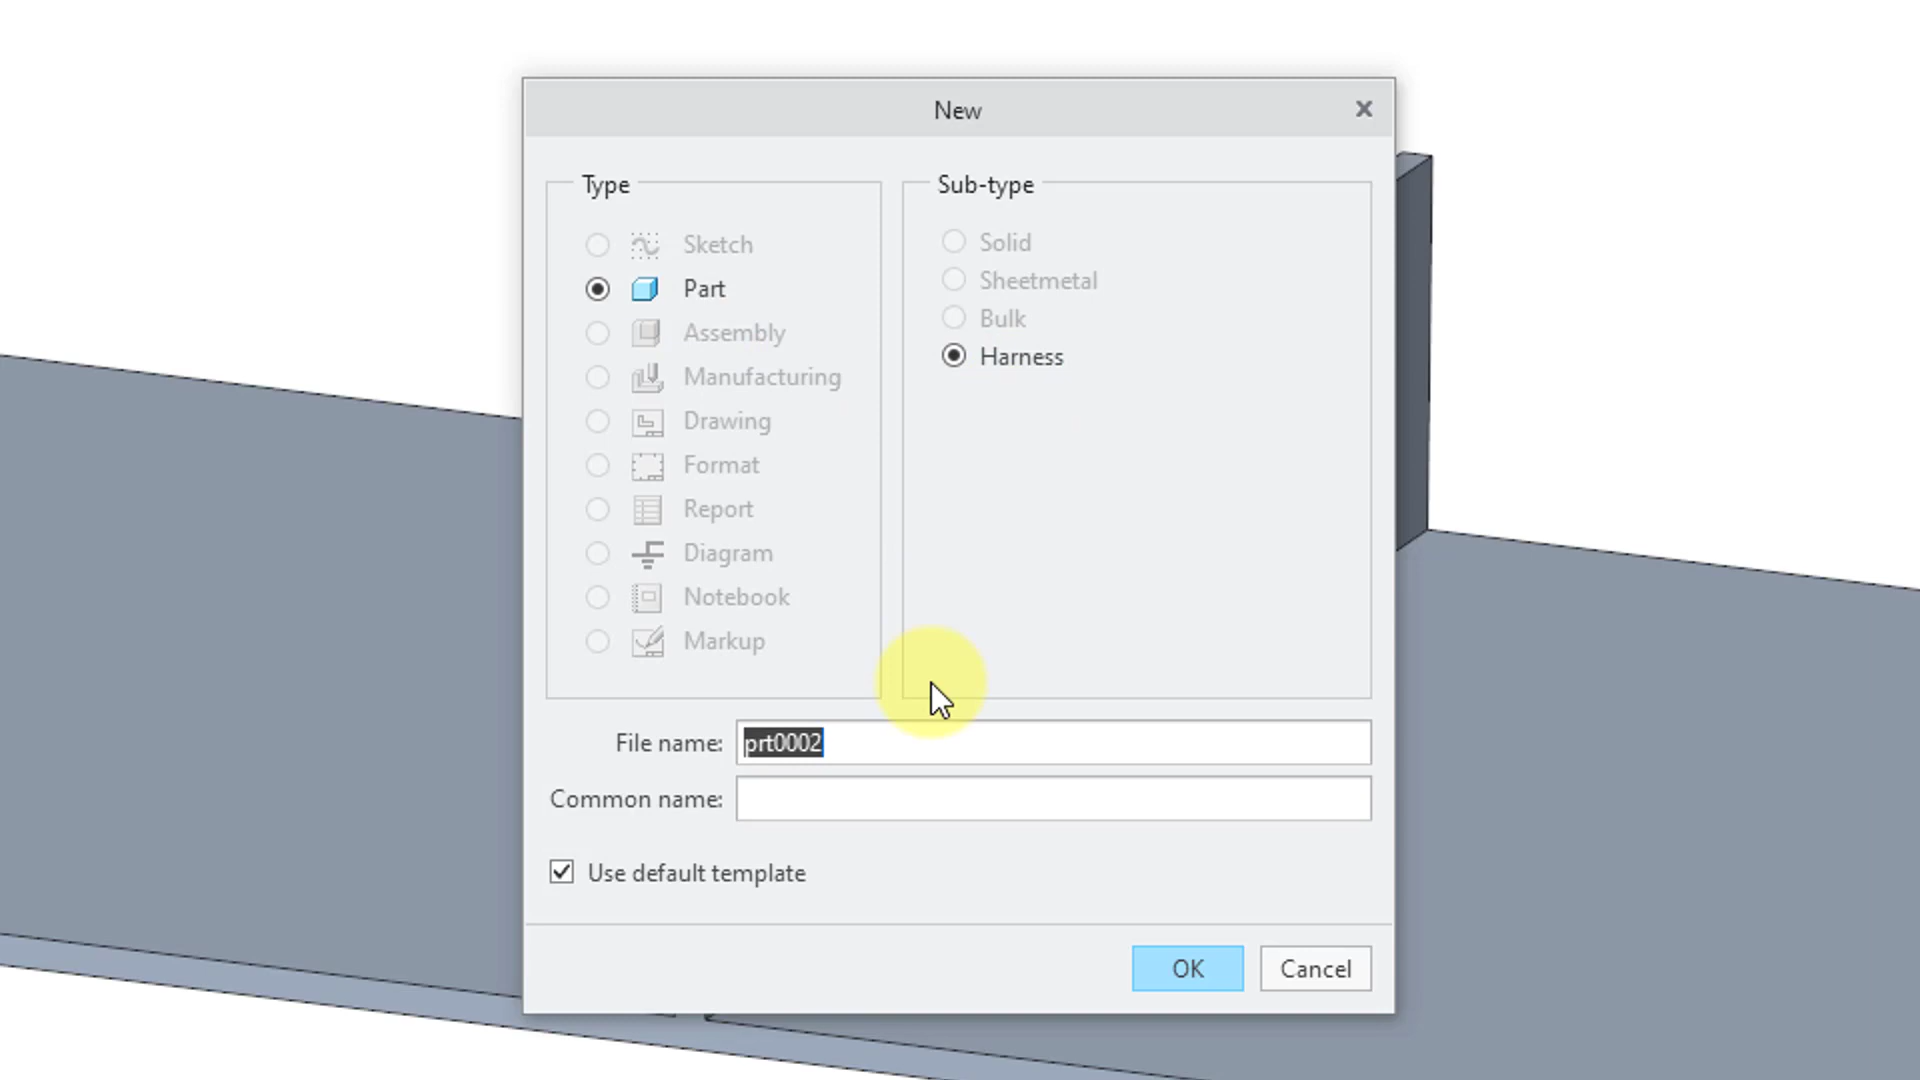 New
Type
Sketch
Part
Assembly
Manufacturing
Drawing
Format
Report
Diagram
Notebook
Markup
Sub-type
Solid
Sheetmetal
Bulk
Harness
File name: prt0002
Common name:
Use default template
OK Cancel